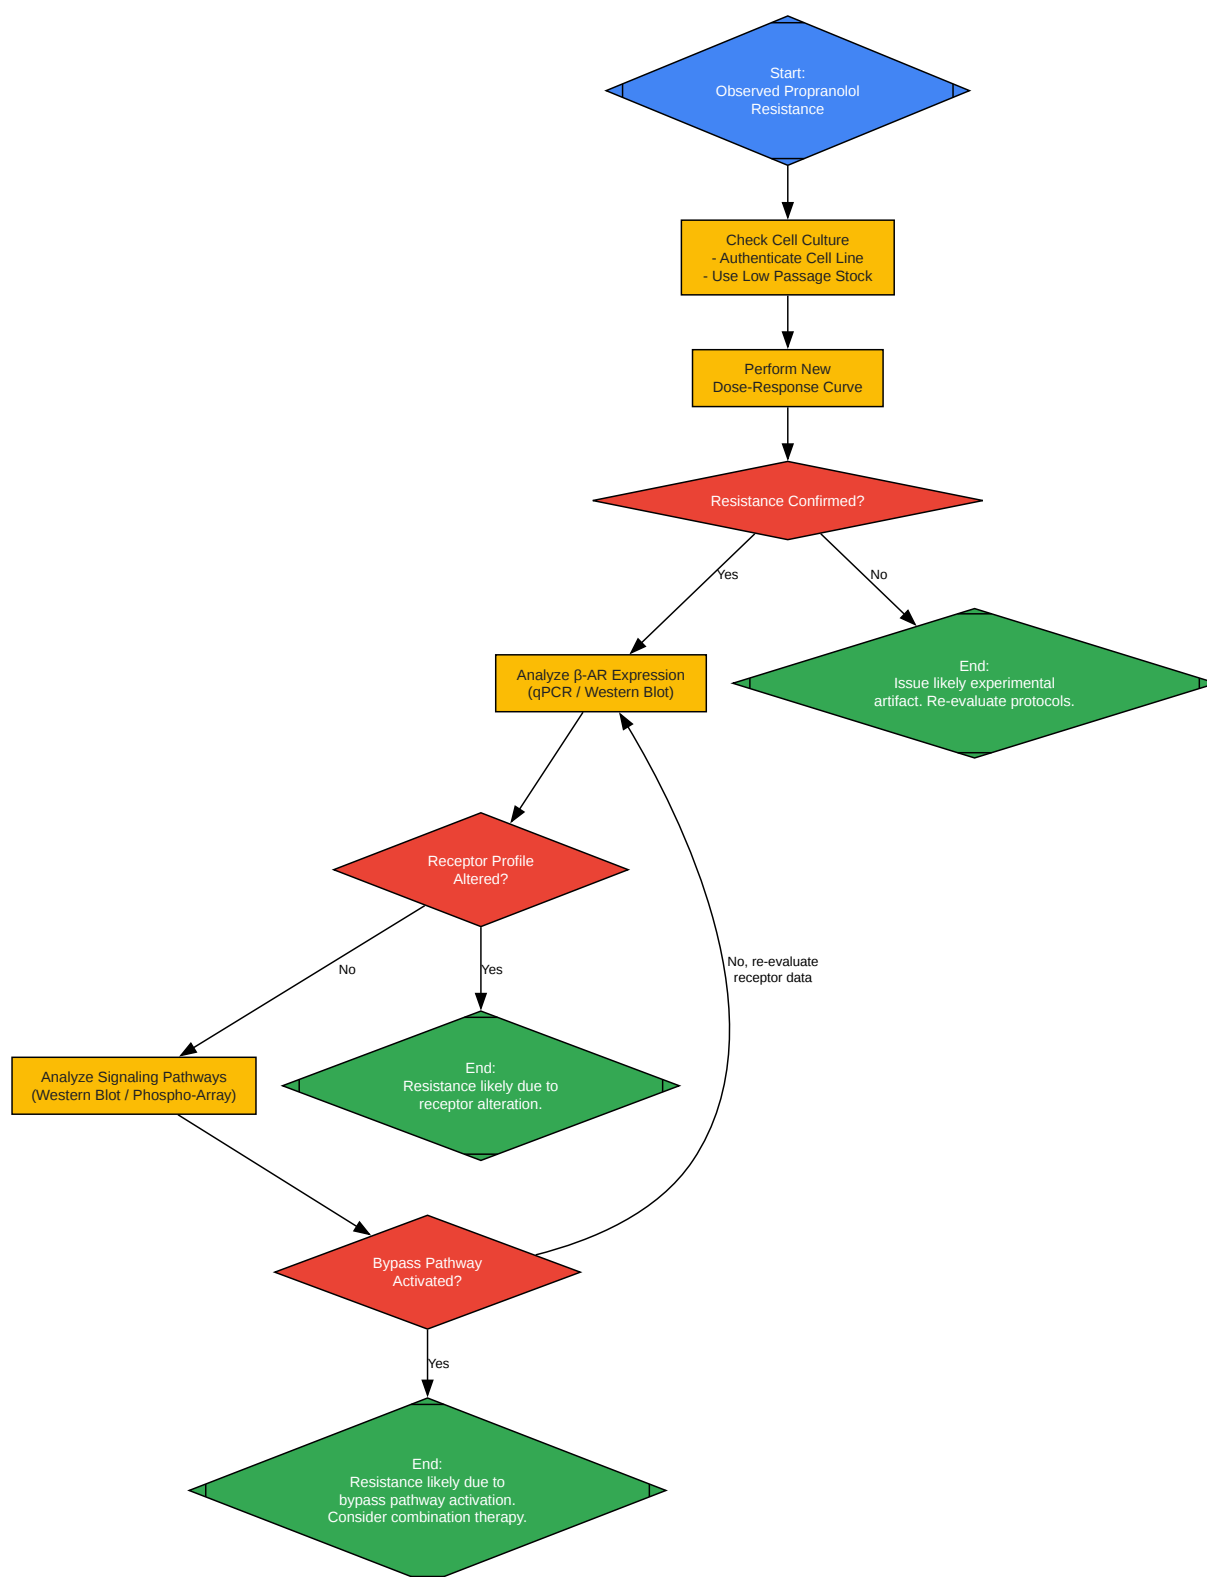 Start:
Observed Propranolol
Resistance
Check Cell Culture
- Authenticate Cell Line
- Use Low Passage Stock
Perform New
Dose-Response Curve
Resistance Confirmed?
Yes
No
Analyze β-AR Expression
(qPCR / Western Blot)
End:
Issue likely experimental
artifact. Re-evaluate protocols.
Receptor Profile
Altered?
No
Yes
No, re-evaluate
receptor data
Analyze Signaling Pathways
(Western Blot / Phospho-Array)
End:
Resistance likely due to
receptor alteration.
Bypass Pathway
Activated?
Yes
End:
Resistance likely due to
bypass pathway activation.
Consider combination therapy.